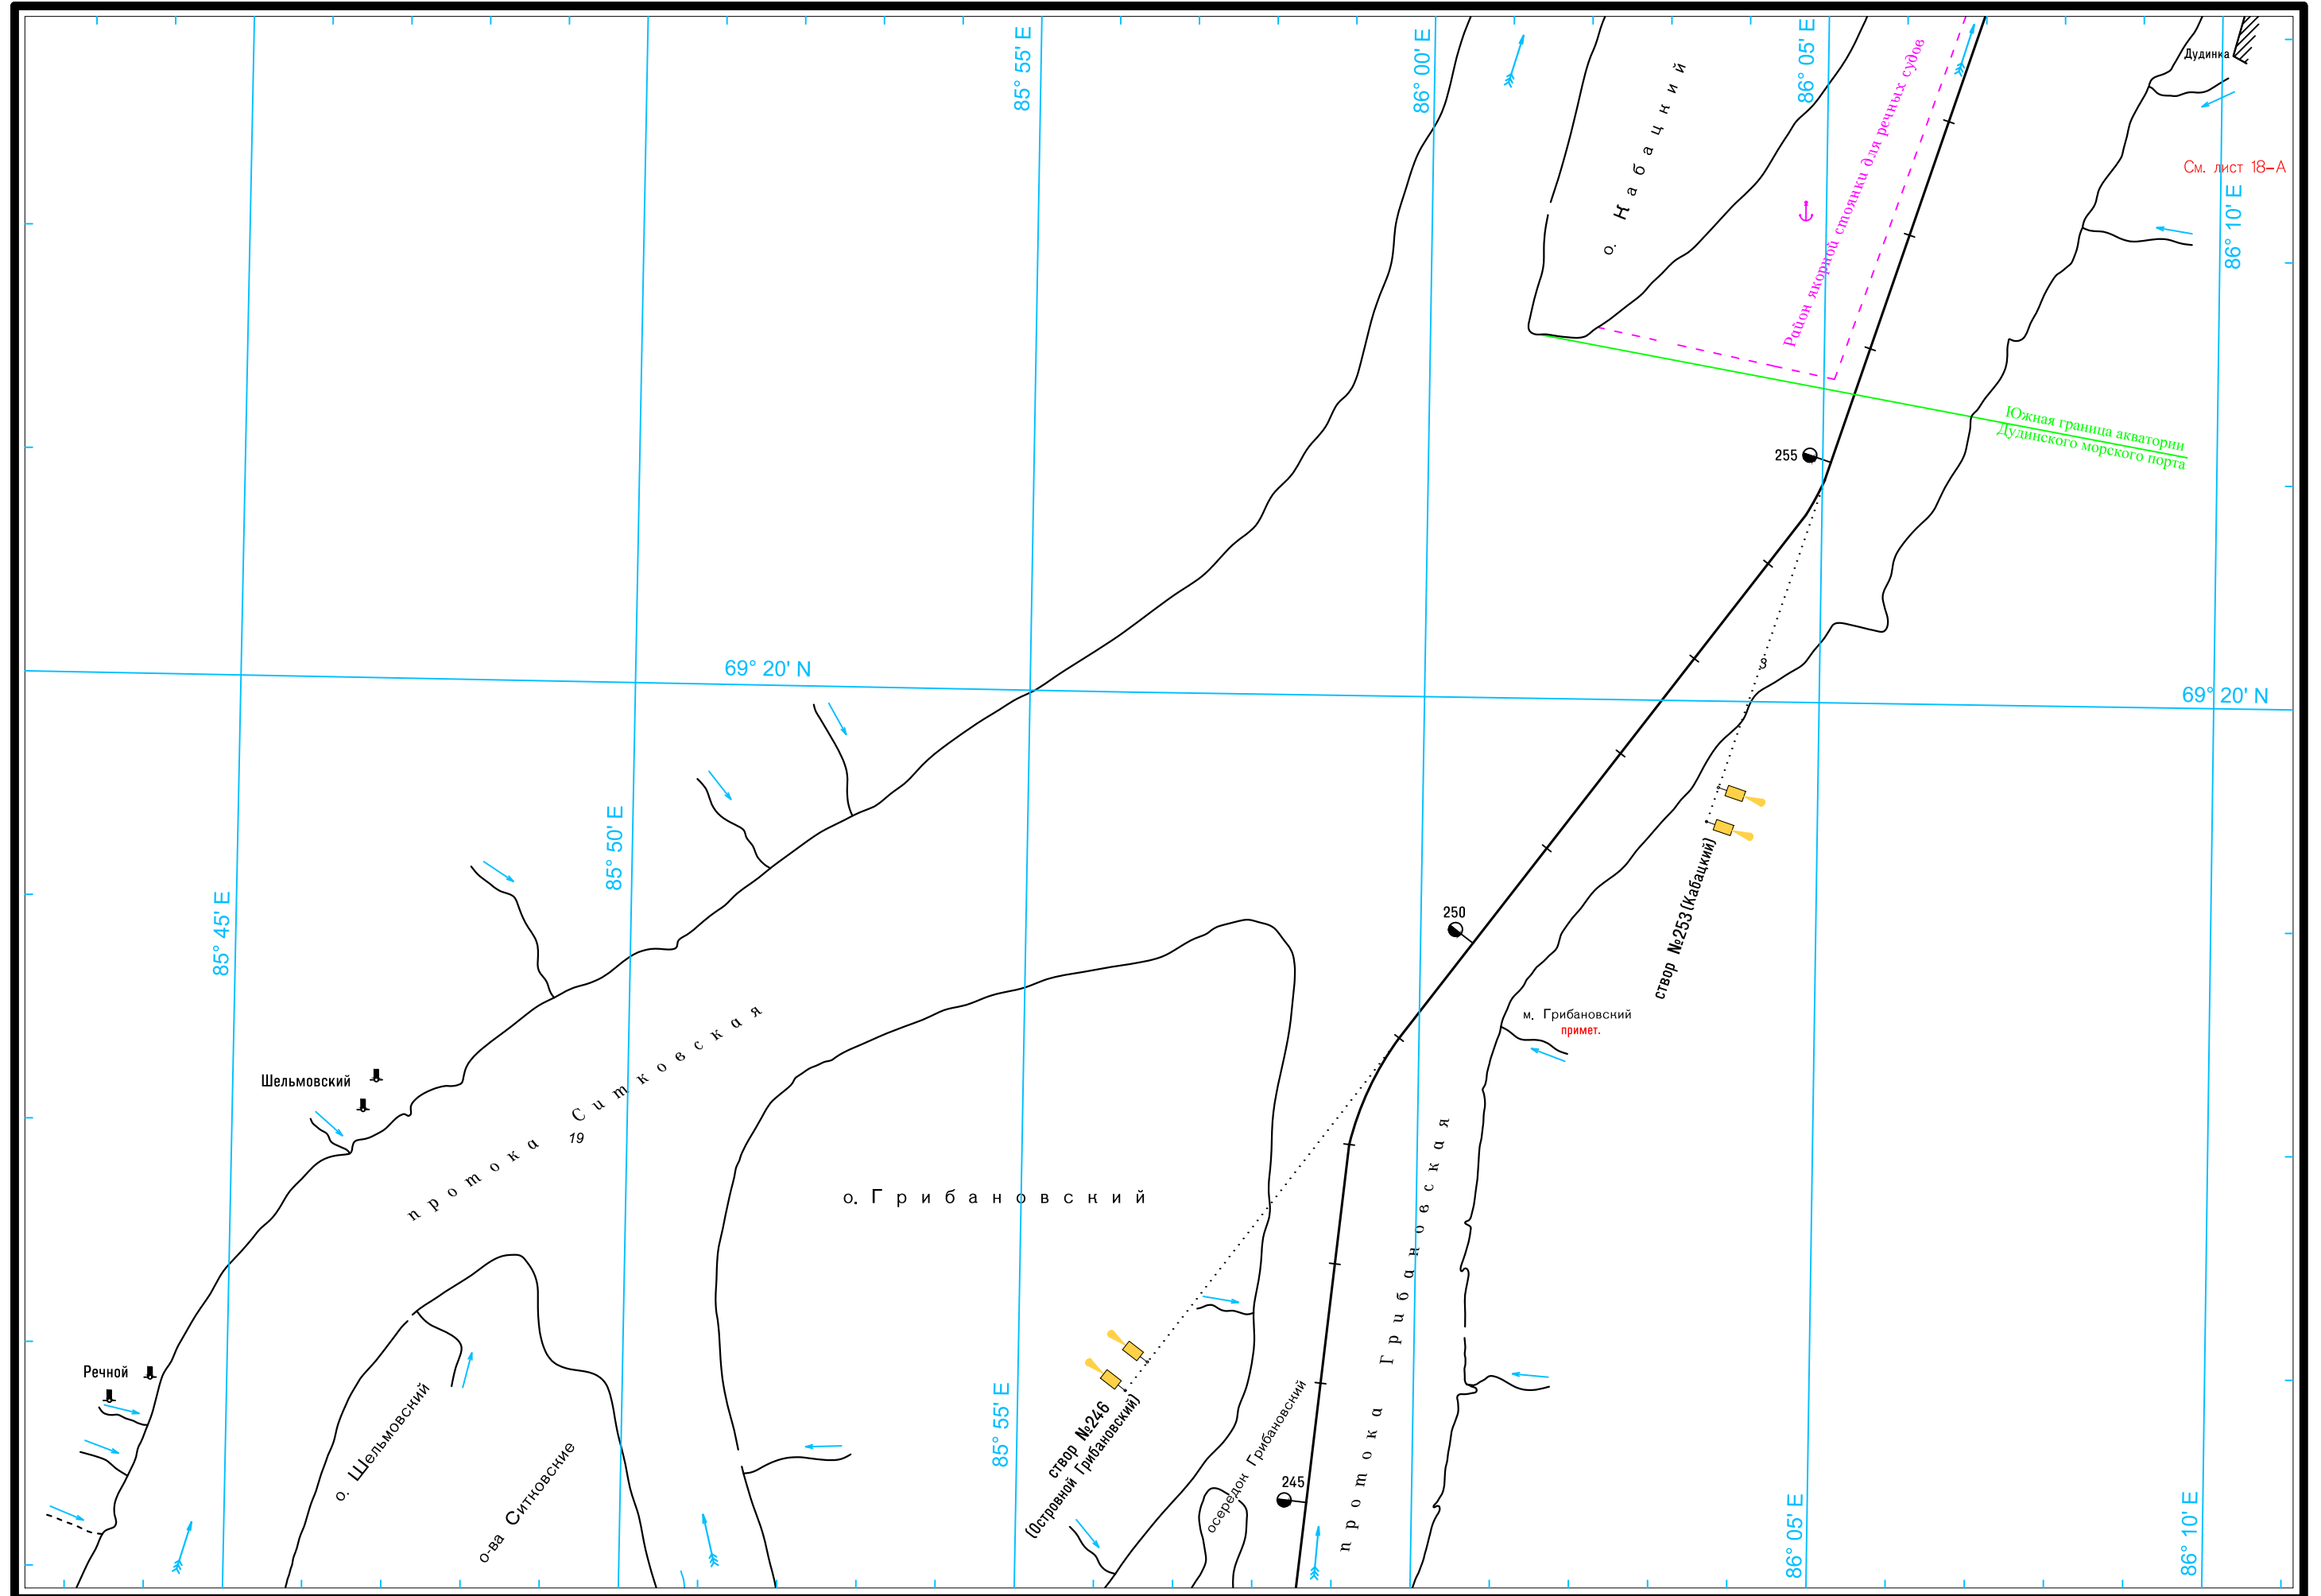 85° 55' E
86° 00' E
86° 05' E
Дудинка
о. Кабацкий
Район якорной стоянки для речных судов
См. лист 18-А
86° 10' E
Южная граница акватории
Дудинского морского порта
255
69° 20' N
69° 20' N
8
85° 50' E
85° 45' E
створ №253 (Кабацкий)
250
м. Грибановский
примет.
Шельмовский
протока Ситковская
19
о. Грибановский
протока Грибановская
Речной
о. Шельмовский
о-ва Ситковские
85° 55' E
створ №246
(Островной Грибановский)
осередок Грибановский
245
86° 05' E
86° 10' E